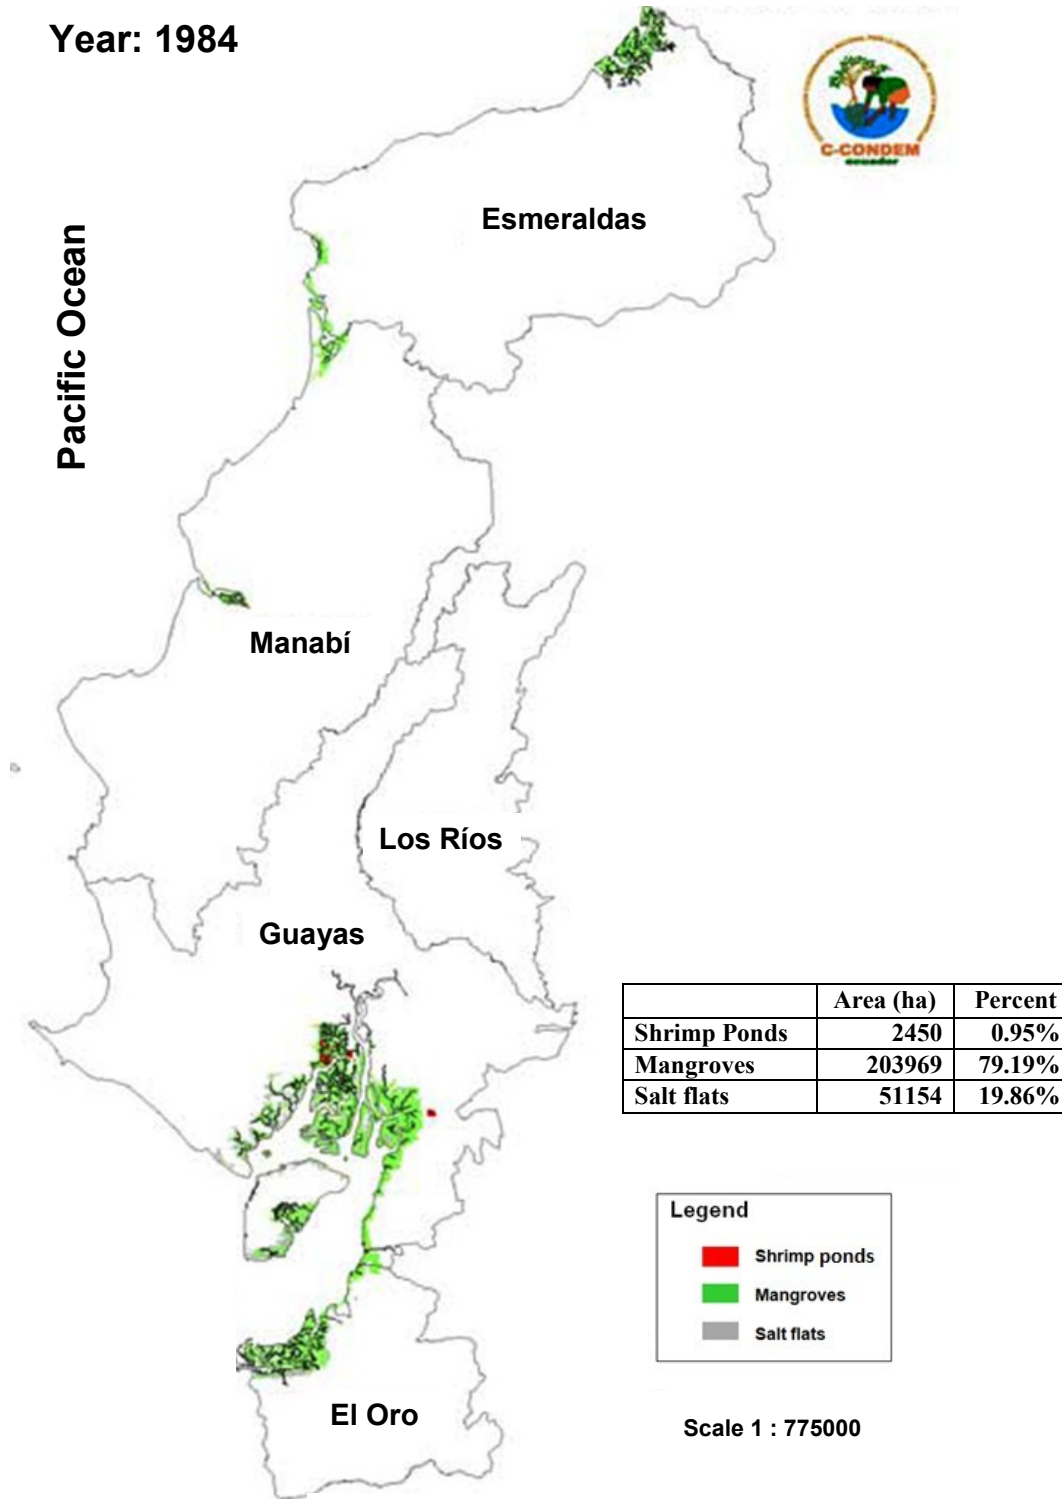 Year: 1984
C-CONDEM
ecuador
Esmeraldas
Pacific Ocean
Manabí
Los Ríos
Guayas
Area (ha) Percent
Shrimp Ponds 2450 0.95%
Mangroves 203969 79.19%
Salt flats 51154 19.86%
Legend
Shrimp ponds
Mangroves
Salt flats
El Oro
Scale 1 : 775000